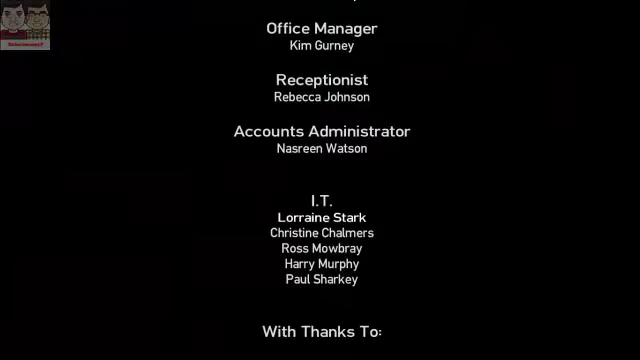 Office Manager
Kim Gurney
Receptionist
Rebecca Johnson
Accounts Administrator
Nasreen Watson
I.T.
Lorraine Stark
Christine Chalmers
Ross Mowbray
Harry Murphy
Paul Sharkey
With Thanks To: